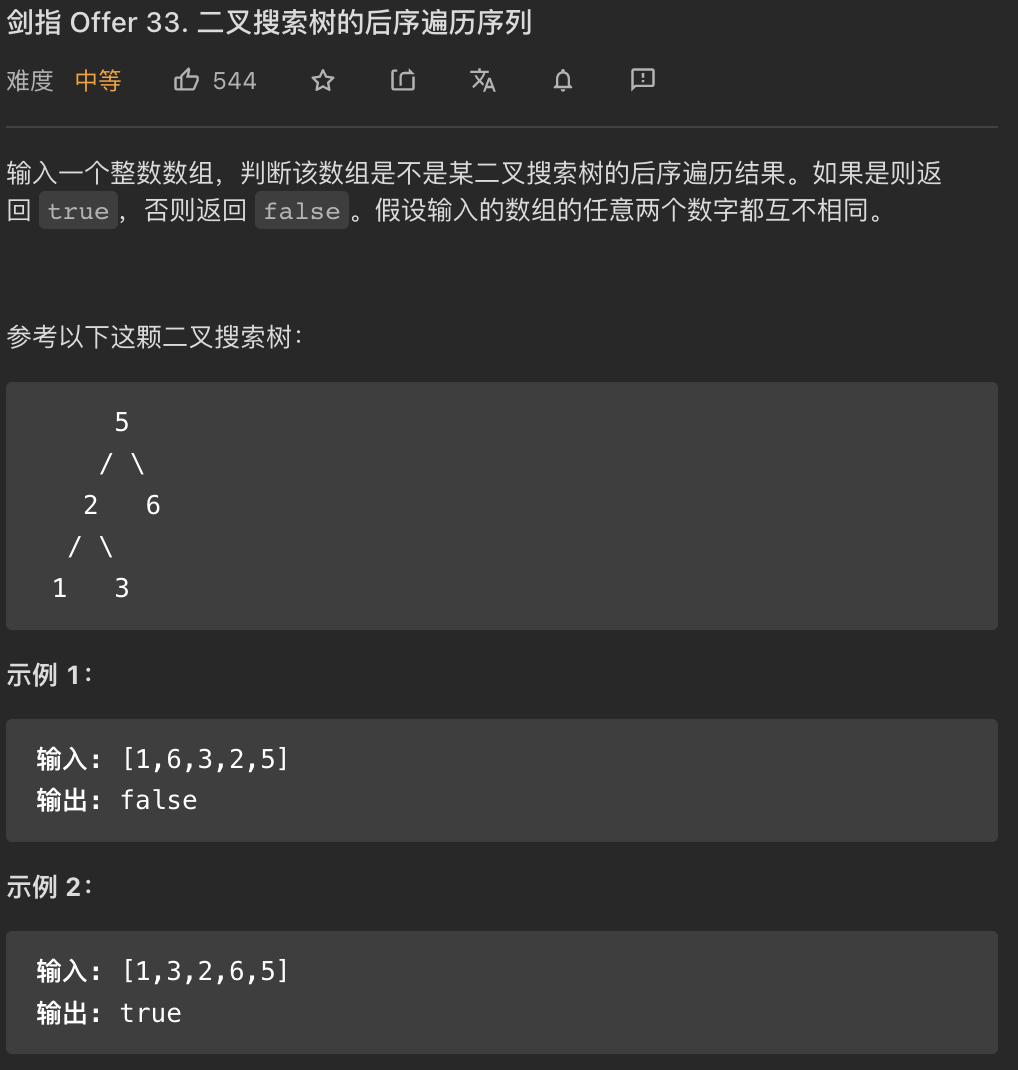 剑指 Offer 33. 二叉搜索树的后序遍历序列
难度 中等 544
输入一个整数数组，判断该数组是不是某二叉搜索树的后序遍历结果。如果是则返
回 true，否则返回 false。假设输入的数组的任意两个数字都互不相同。
参考以下这颗二叉搜索树：
5
/ \
2 6
/ \
1 3
示例 1：
输入: [1,6,3,2,5]
输出: false
示例 2：
输入: [1,3,2,6,5]
输出: true